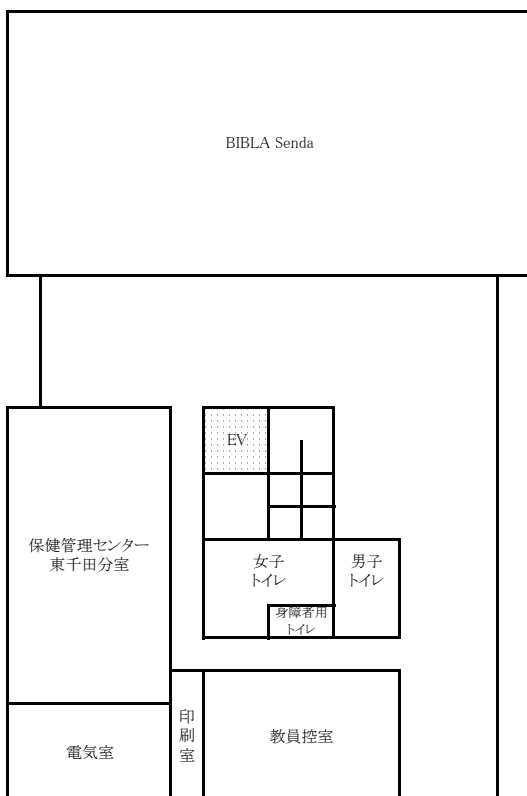 BIBLA Senda
EV
保健管理センター
東千田分室
女子
トイレ
男子
トイレ
身障者用
トイレ
印
刷
室
教員控室
電気室